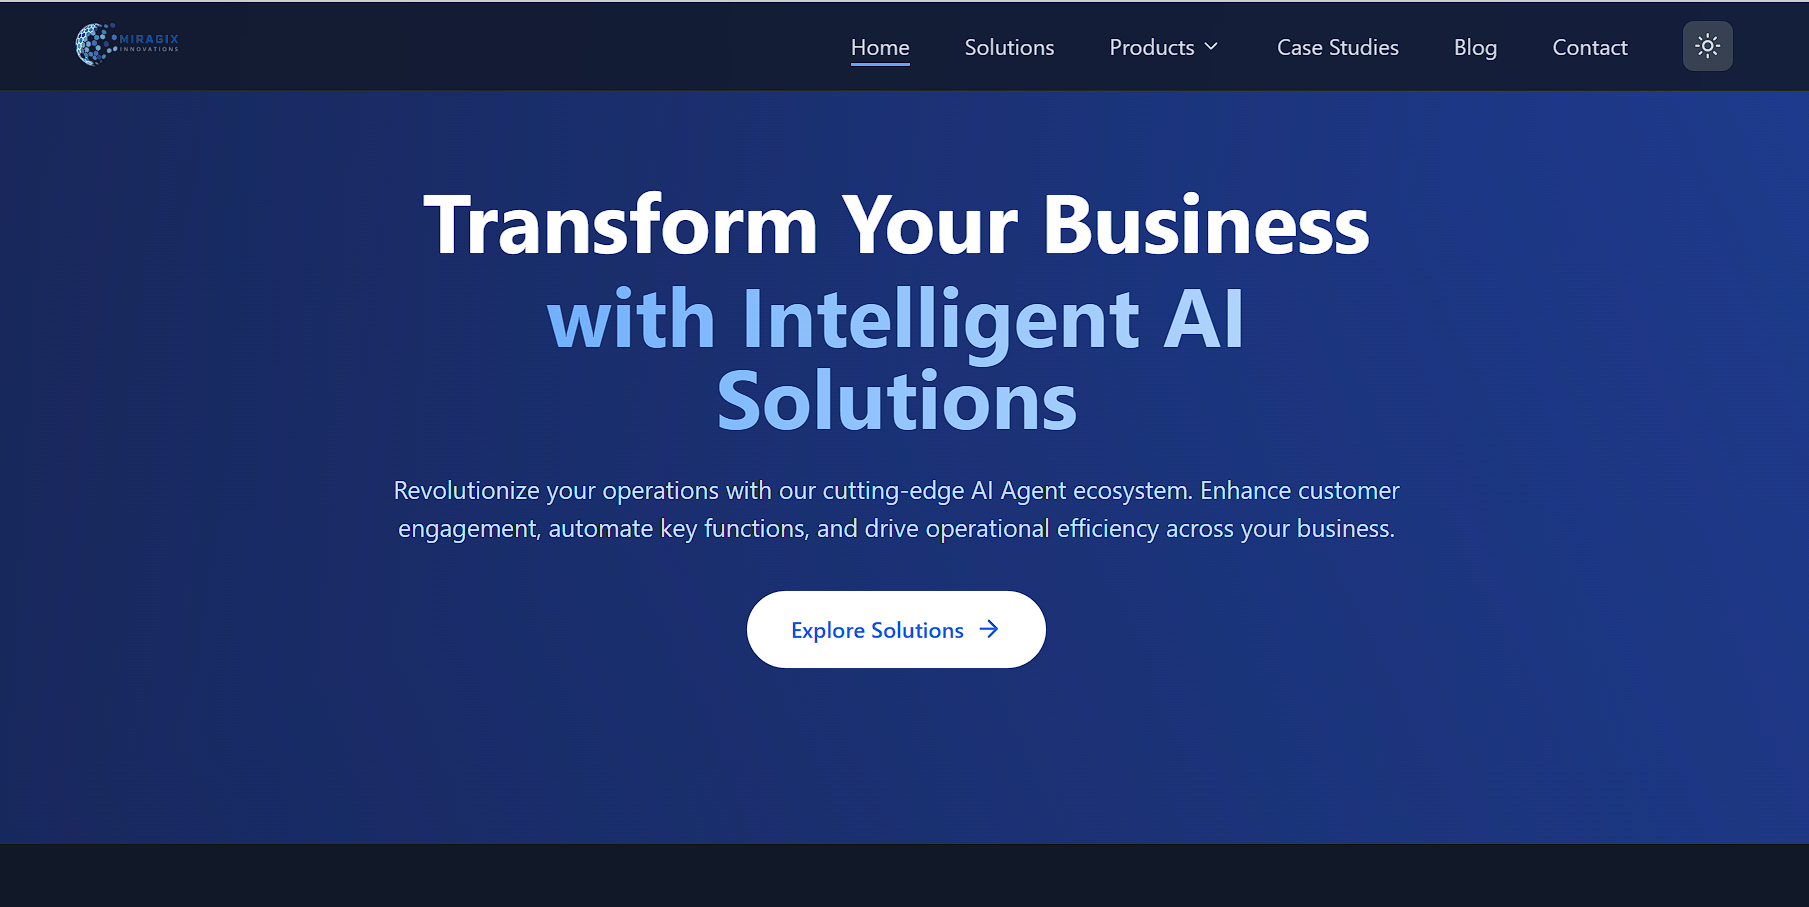 MIRAGIX
INNOVATIONS
Home
Solutions
Products
Case Studies
Blog
Contact
Transform Your Business
with Intelligent AI
Solutions
Revolutionize your operations with our cutting-edge AI Agent ecosystem. Enhance customer
engagement, automate key functions, and drive operational efficiency across your business.
Explore Solutions